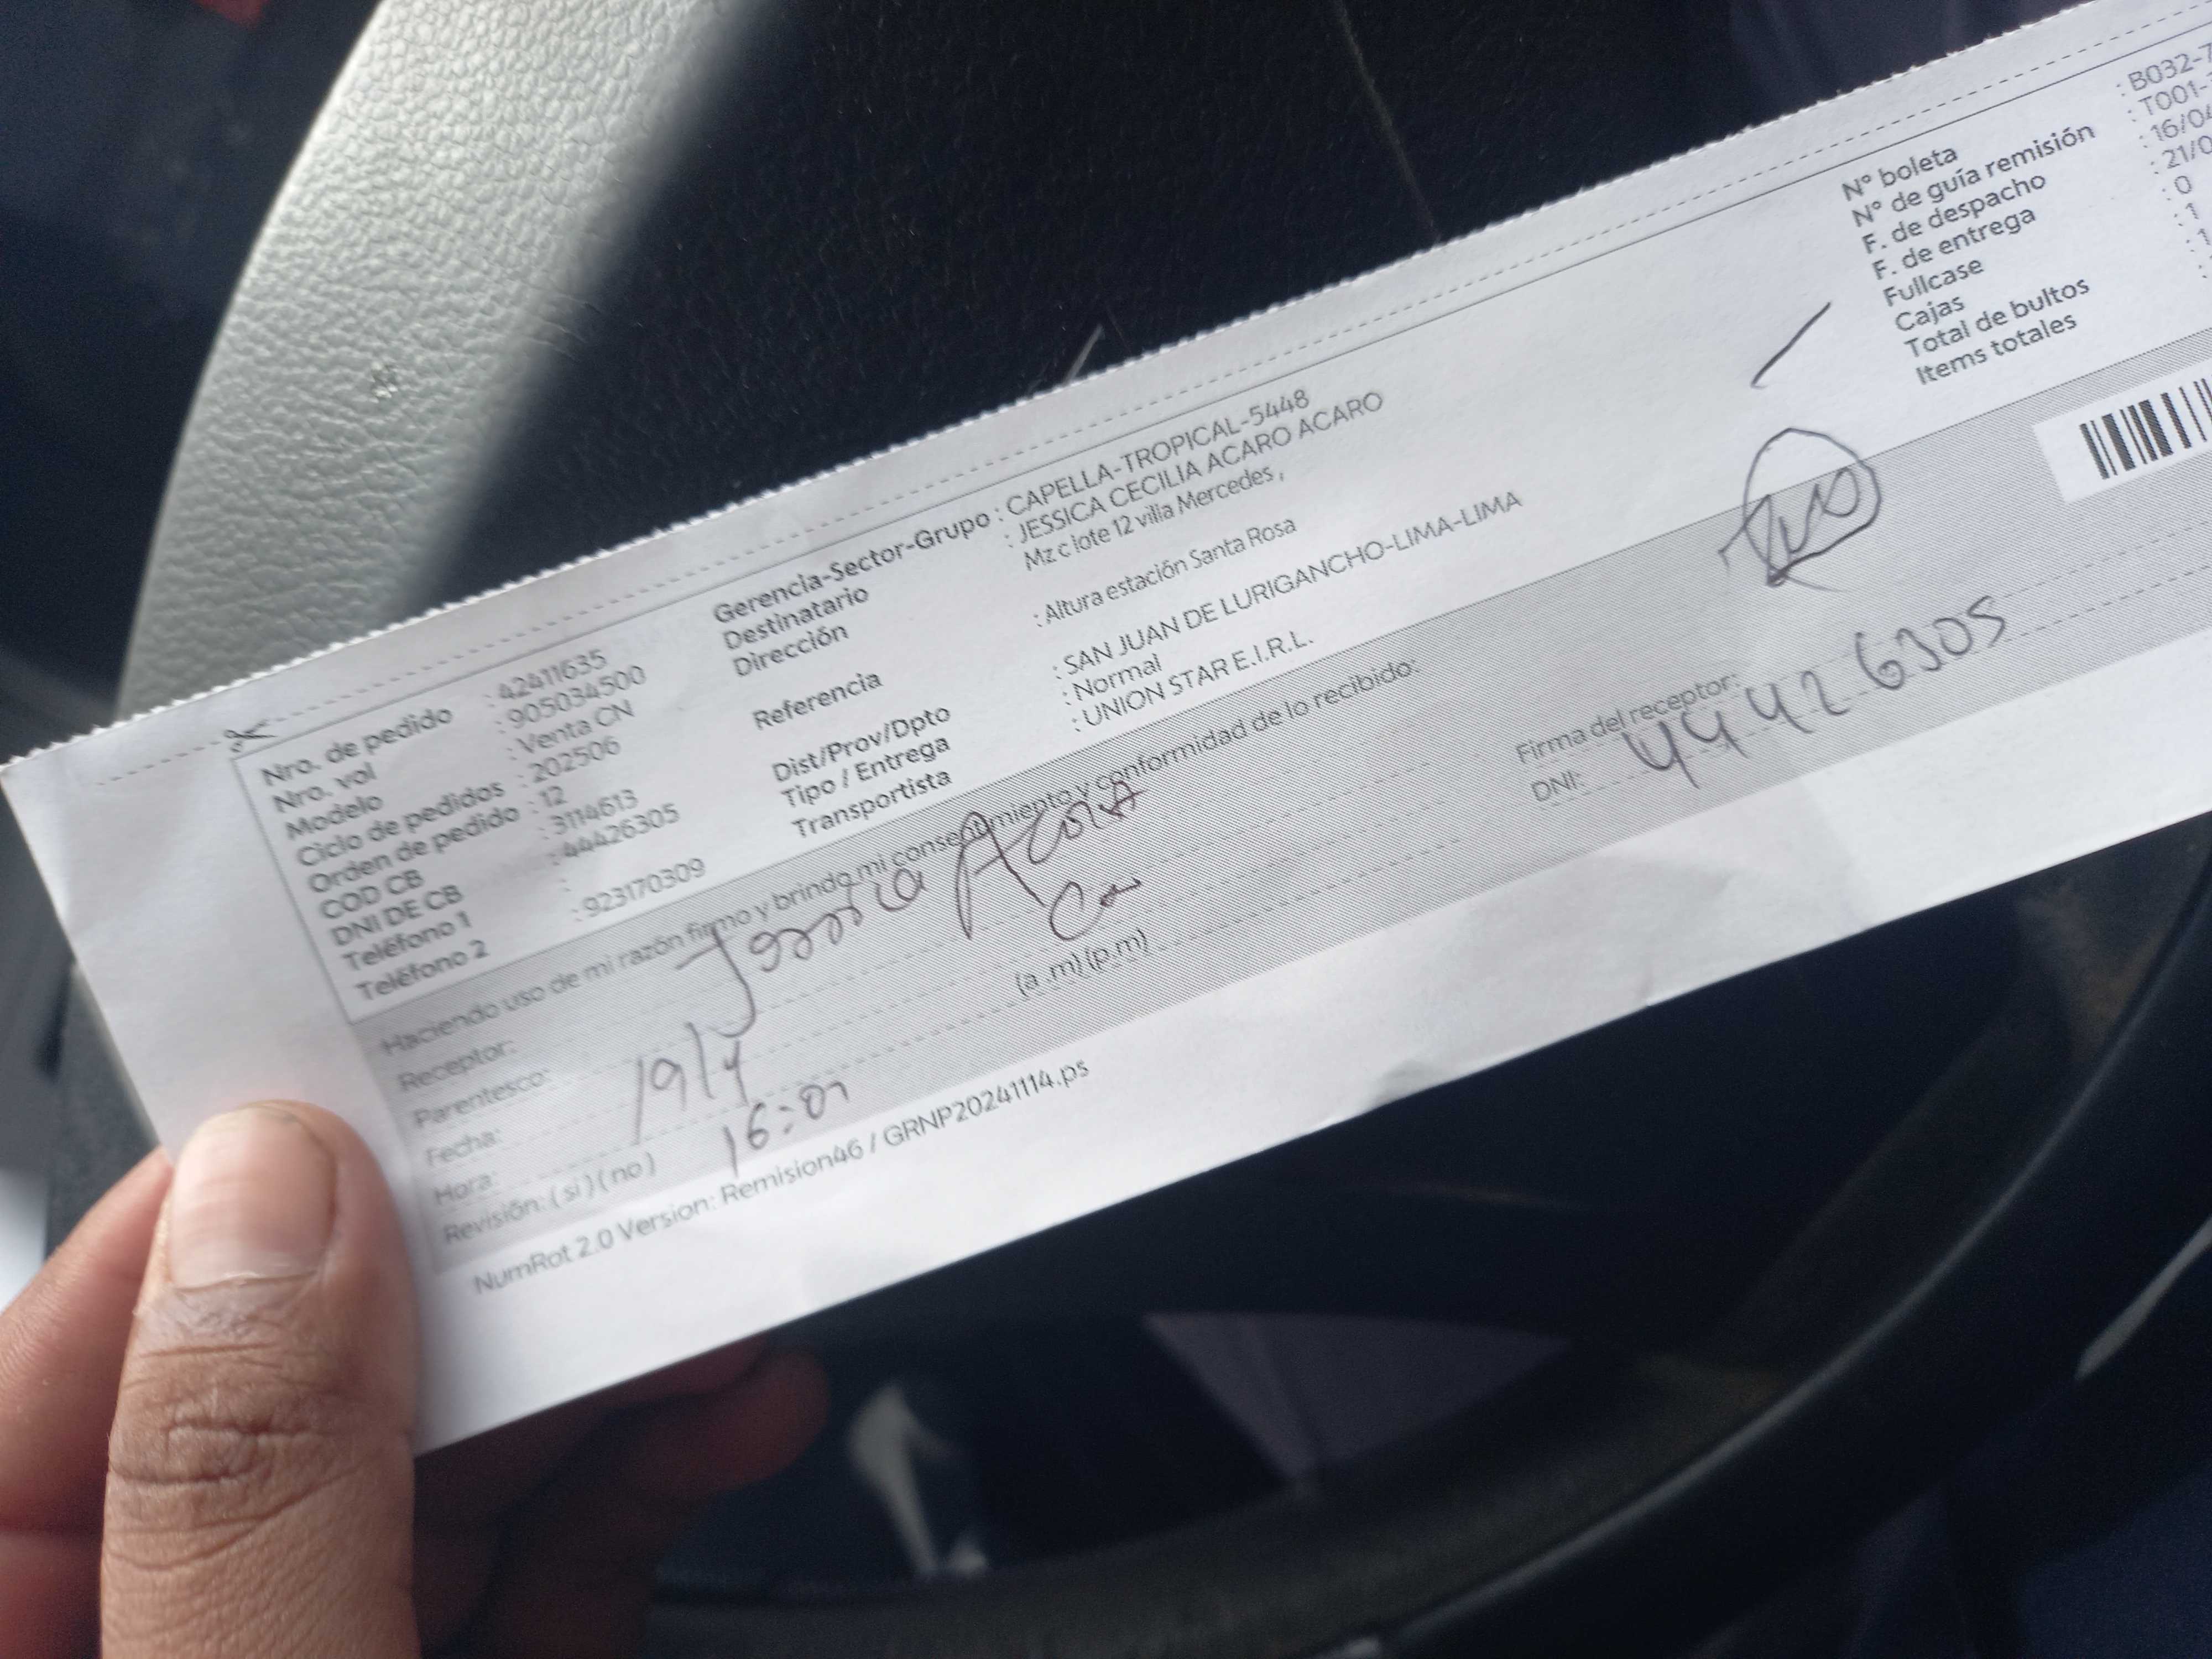 Nro. de pedido : 42411635
Nro. vol : 905034500
Modelo : Venta CN
Ciclo de pedidos : 202506
Orden de pedido : 12
COD CB : 3114613
DNI DE CB : 44426305
Teléfono 1 :
Teléfono 2 : 923170309
Gerencia-Sector-Grupo : CAPELLA-TROPICAL-5448
Destinatario : JESSICA CECILIA ACARO ACARO
Dirección Mz c lote 12 villa Mercedes ,
Referencia : Altura estación Santa Rosa
Dist/Prov/Dpto : SAN JUAN DE LURIGANCHO-LIMA-LIMA
Tipo / Entrega : Normal
Transportista : UNION STAR E.I.R.L.
N° boleta : B032-7
N° de guía remisión : T001-
F. de despacho : 16/04
F. de entrega : 21/0
Fullcase : 0
Cajas : 1
Total de bultos : 1
Items totales :
Haciendo uso de mi razón firmo y brindo mi consentimiento y conformidad de lo recibido:
Receptor:
Parentesco:
Fecha: 19/4
Hora: 16:01 (a .m) (p.m)
Revisión: ( si ) ( no )
Firma del receptor:
DNI: 44426305
NumRot 2.0 Version: Remision46 / GRNP20241114.ps